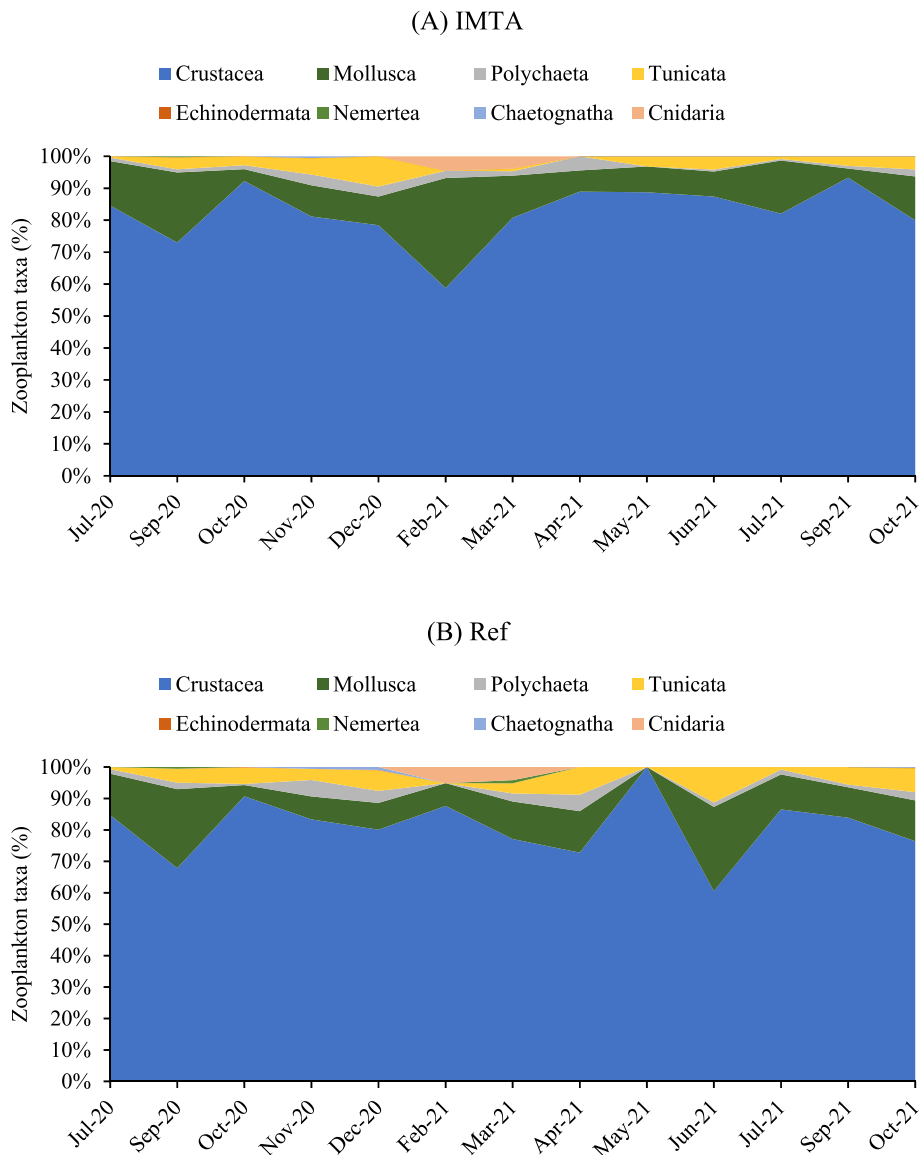 (A) IMTA
Crustacea Mollusca Polychaeta Tunicata
Echinodermata Nemertea Chaetognatha Cnidaria
Zooplankton taxa (%)
100%
90%
80%
70%
60%
50%
40%
30%
20%
10%
0%
Jul-20 Sep-20 Oct-20 Nov-20 Dec-20 Feb-21 Mar-21 Apr-21 May-21 Jun-21 Jul-21 Sep-21 Oct-21
(B) Ref
Crustacea Mollusca Polychaeta Tunicata
Echinodermata Nemertea Chaetognatha Cnidaria
Zooplankton taxa (%)
100%
90%
80%
70%
60%
50%
40%
30%
20%
10%
0%
Jul-20 Sep-20 Oct-20 Nov-20 Dec-20 Feb-21 Mar-21 Apr-21 May-21 Jun-21 Jul-21 Sep-21 Oct-21